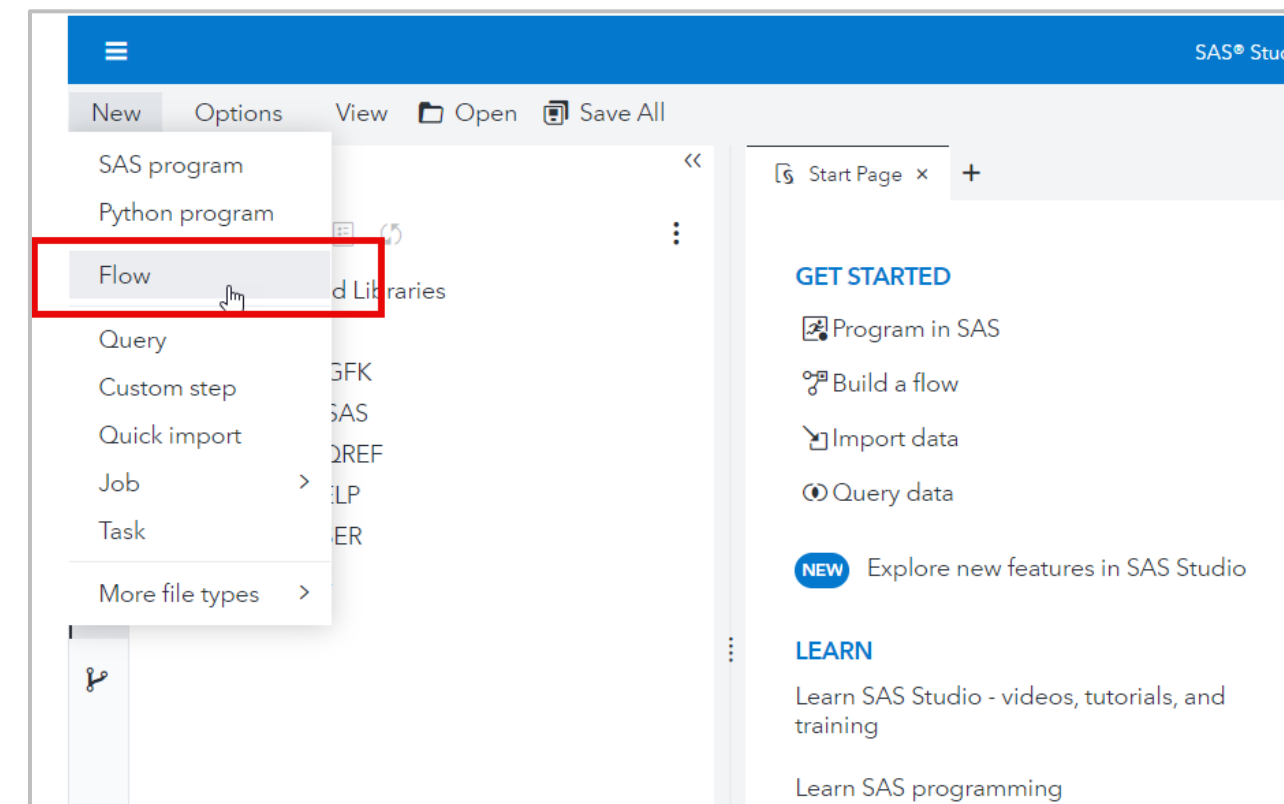 SAS® Stu
New Options View Open Save All
SAS program
Python program
Flow
Query
Custom step
Quick import
Job
Task
More file types
d Libraries
GFK
SAS
QREF
ELP
SER
Start Page
GET STARTED
Program in SAS
Build a flow
Import data
Query data
NEW Explore new features in SAS Studio
LEARN
Learn SAS Studio - videos, tutorials, and
training
Learn SAS programming